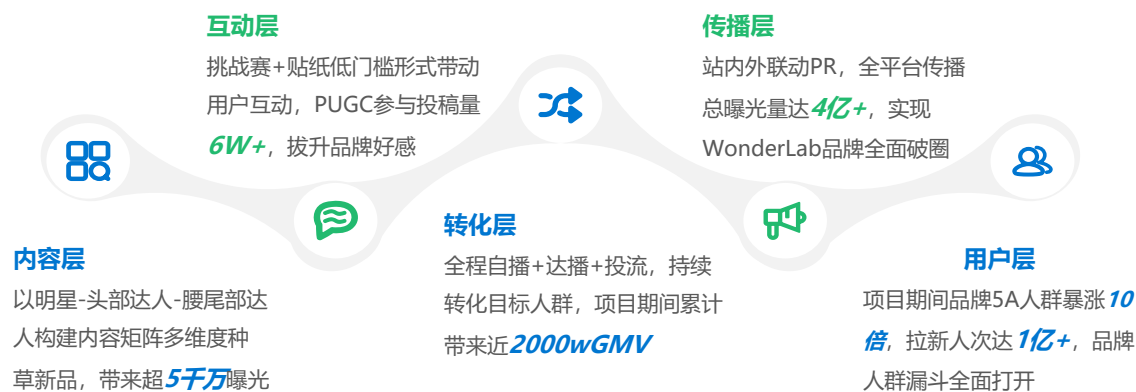 互动层
挑战赛+贴纸低门槛形式带动
用户互动，PUGC参与投稿量
6W+，拔升品牌好感
传播层
站内外联动PR，全平台传播
总曝光量达4亿+，实现
WonderLab品牌全面破圈
内容层
以明星-头部达人-腰尾部达
人构建内容矩阵多维度种
草新品，带来超5千万曝光
转化层
全程自播+达播+投流，持续
转化目标人群，项目期间累计
带来近2000wGMV
用户层
项目期间品牌5A人群暴涨10
倍，拉新人次达1亿+，品牌
人群漏斗全面打开